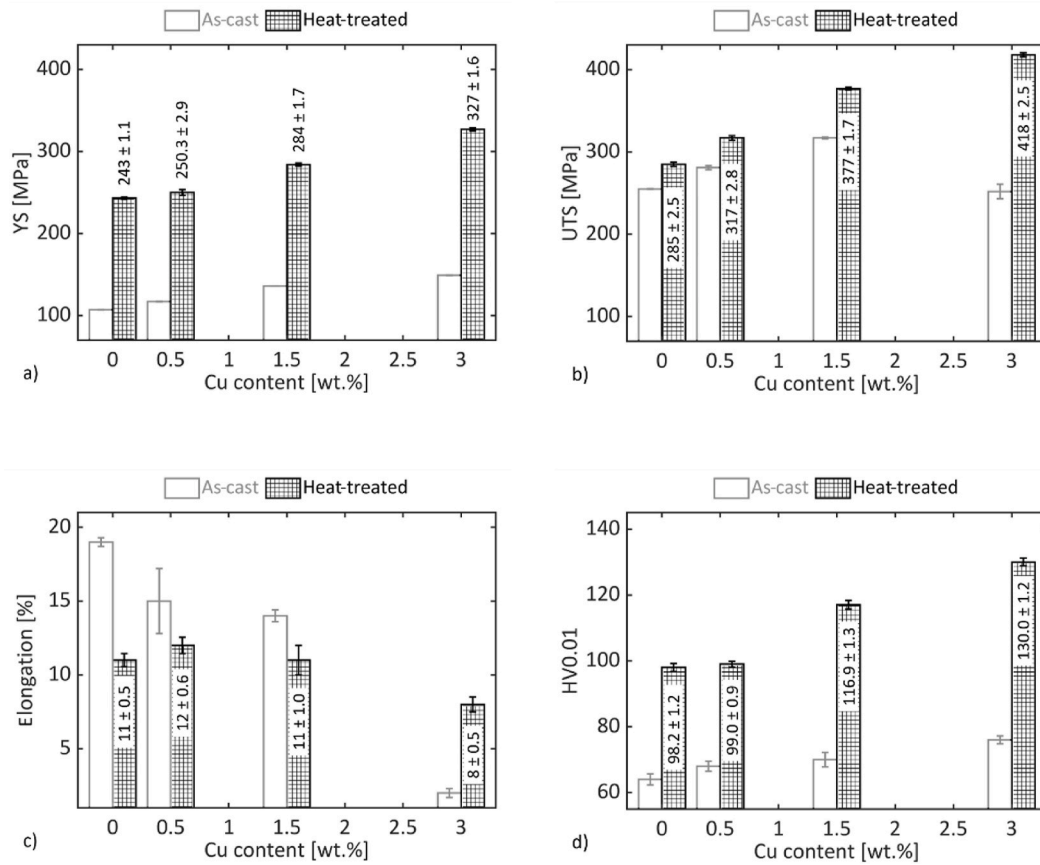 As-cast Heat-treated
400
300
200
100
YS [MPa]
243 ± 1.1
250.3 ± 2.9
284 ± 1.7
327 ± 1.6
0 0.5 1 1.5 2 2.5 3
Cu content [wt.%]
a)
As-cast Heat-treated
400
300
200
100
UTS [MPa]
285 ± 2.5
317 ± 2.8
377 ± 1.7
418 ± 2.5
0 0.5 1 1.5 2 2.5 3
Cu content [wt.%]
b)
As-cast Heat-treated
20
15
10
5
Elongation [%]
11 ± 0.5
12 ± 0.6
11 ± 1.0
8 ± 0.5
0 0.5 1 1.5 2 2.5 3
Cu content [wt.%]
c)
As-cast Heat-treated
140
120
100
80
60
HV0.01
98.2 ± 1.2
99.0 ± 0.9
116.9 ± 1.3
130.0 ± 1.2
0 0.5 1 1.5 2 2.5 3
Cu content [wt.%]
d)